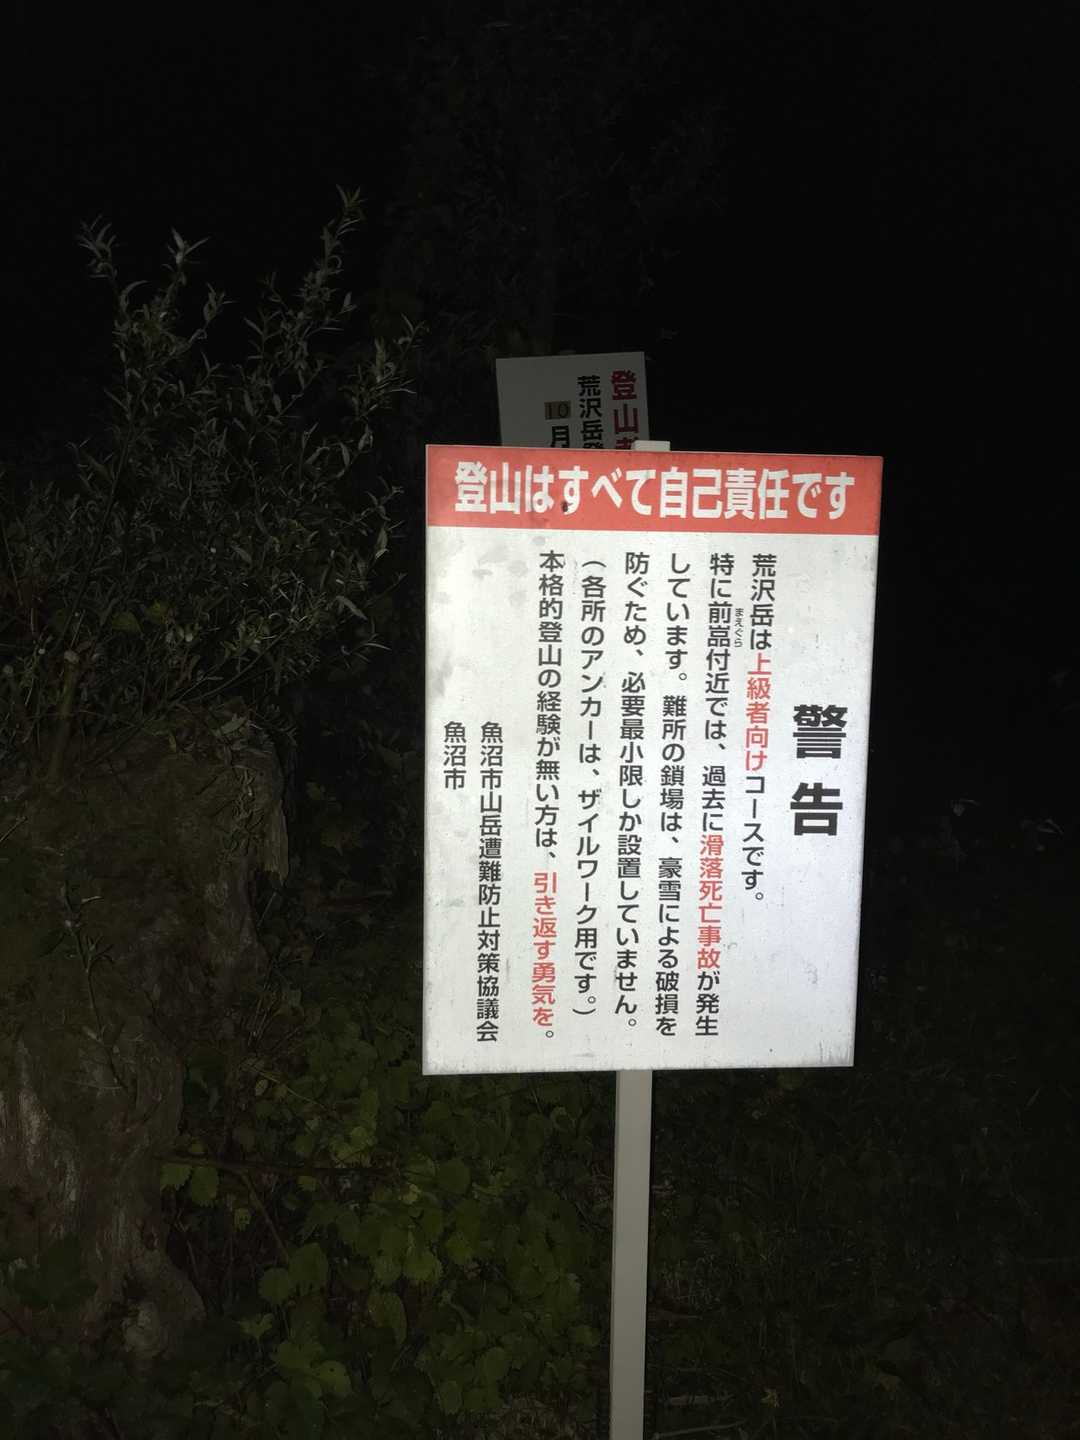 登山者
荒沢岳登
10月
登山はすべて自己責任です
警告
荒沢岳は上級者向けコースです。
特に前嵓付近では、過去に滑落死亡事故が発生
まえぐら
しています。難所の鎖場は、豪雪による破損を
防ぐため、必要最小限しか設置していません。
（各所のアンカーは、ザイルワーク用です。）
本格的登山の経験が無い方は、引き返す勇気を。
魚沼市山岳遭難防止対策協議会
魚沼市